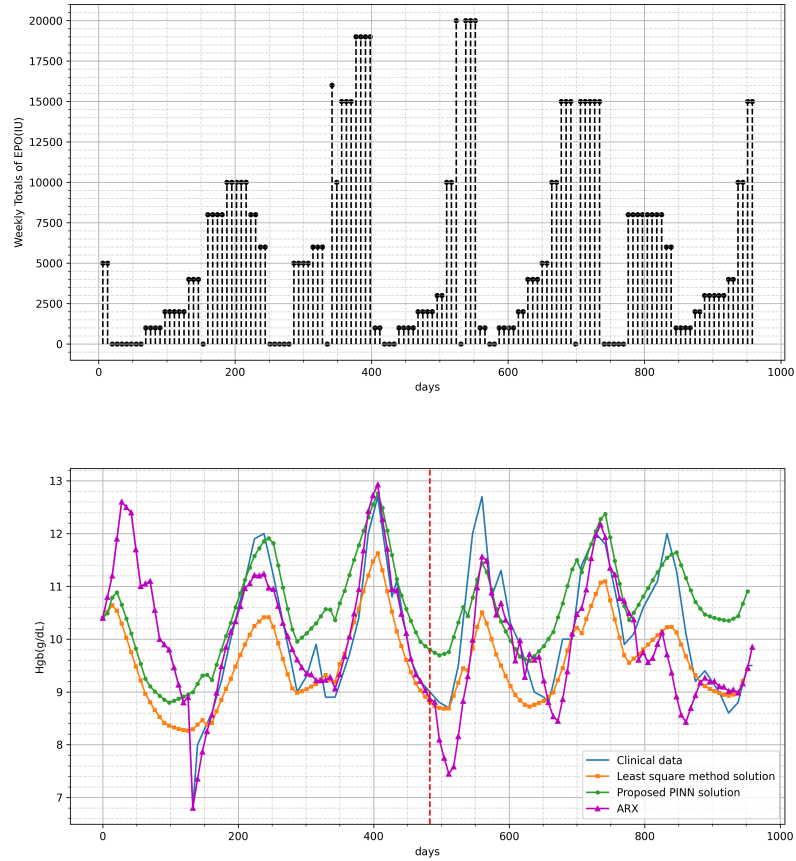 20000
17500
15000
12500
10000
7500
5000
2500
0
Weekly Totals of EPO(IU)
0 200 400 600 800 1000
days
13
12
11
10
9
8
7
Hgb(g/dL)
Clinical data
Least square method solution
Proposed PINN solution
ARX
0 200 400 600 800 1000
days